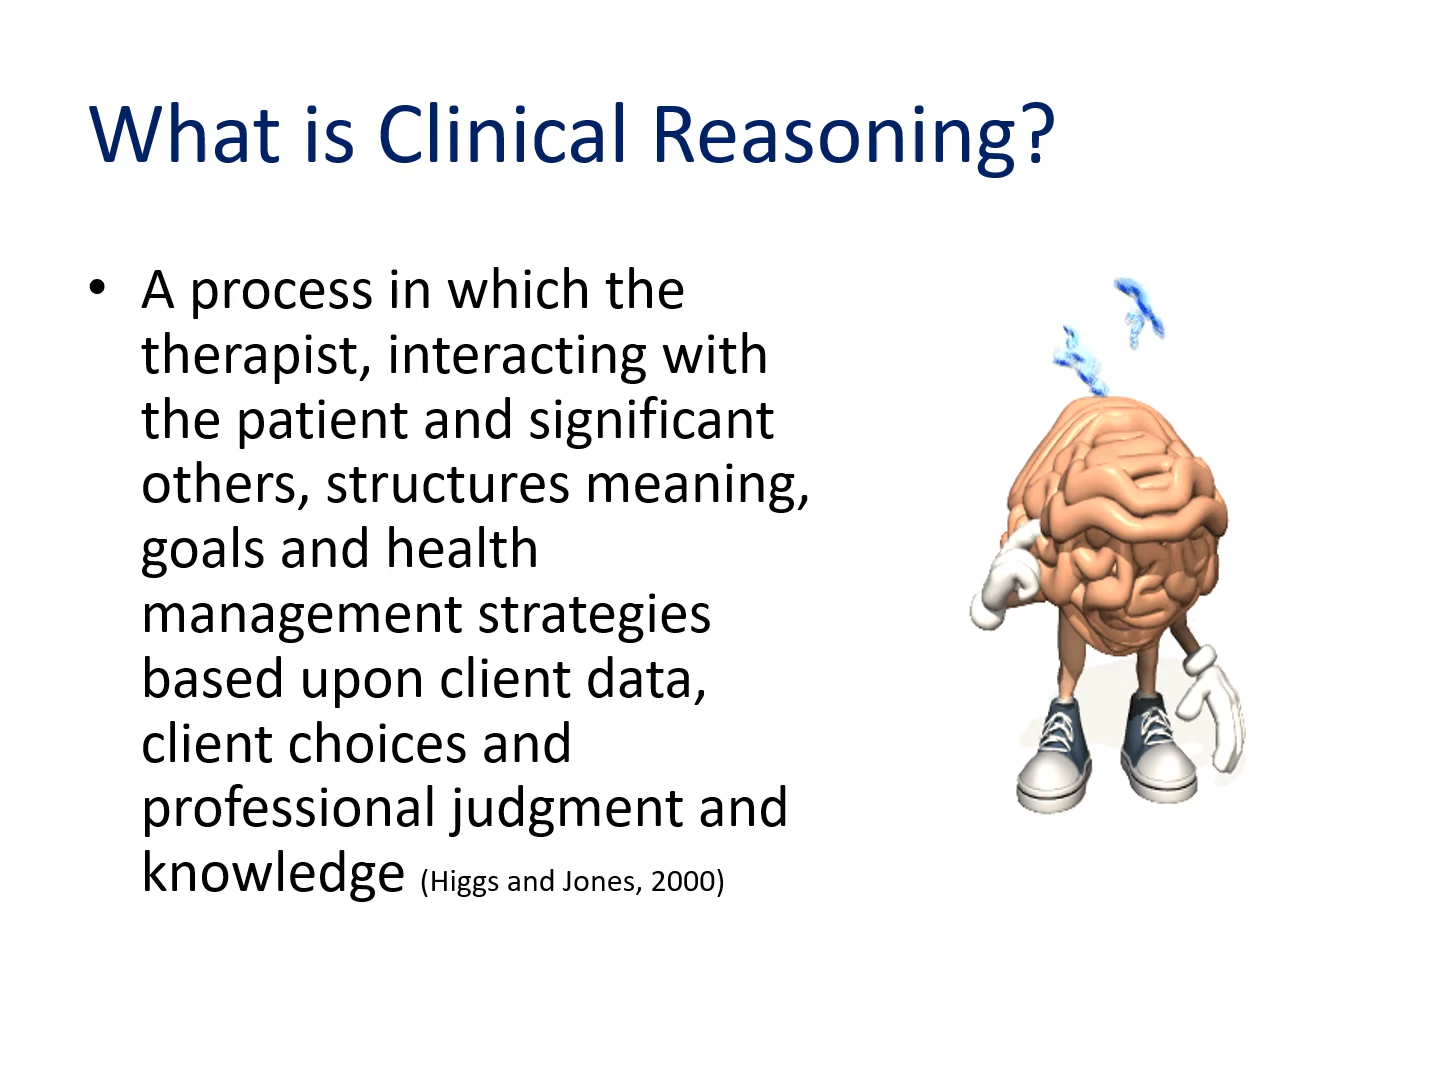 What is Clinical Reasoning?
• A process in which the
therapist, interacting with
the patient and significant
others, structures meaning,
goals and health
management strategies
based upon client data,
client choices and
professional judgment and
knowledge (Higgs and Jones, 2000)